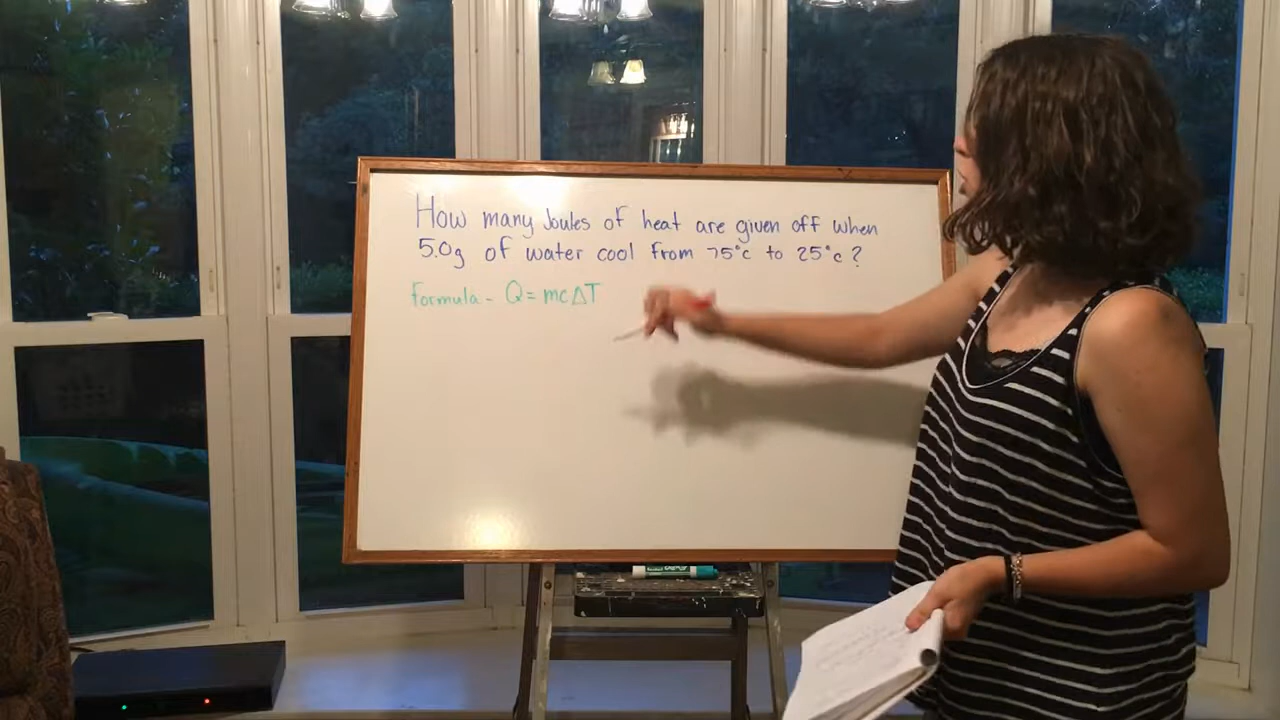 How many Joules of heat are given off when
5.0g of water cool from 75°c to 25°c?
Formula - Q = mcΔT